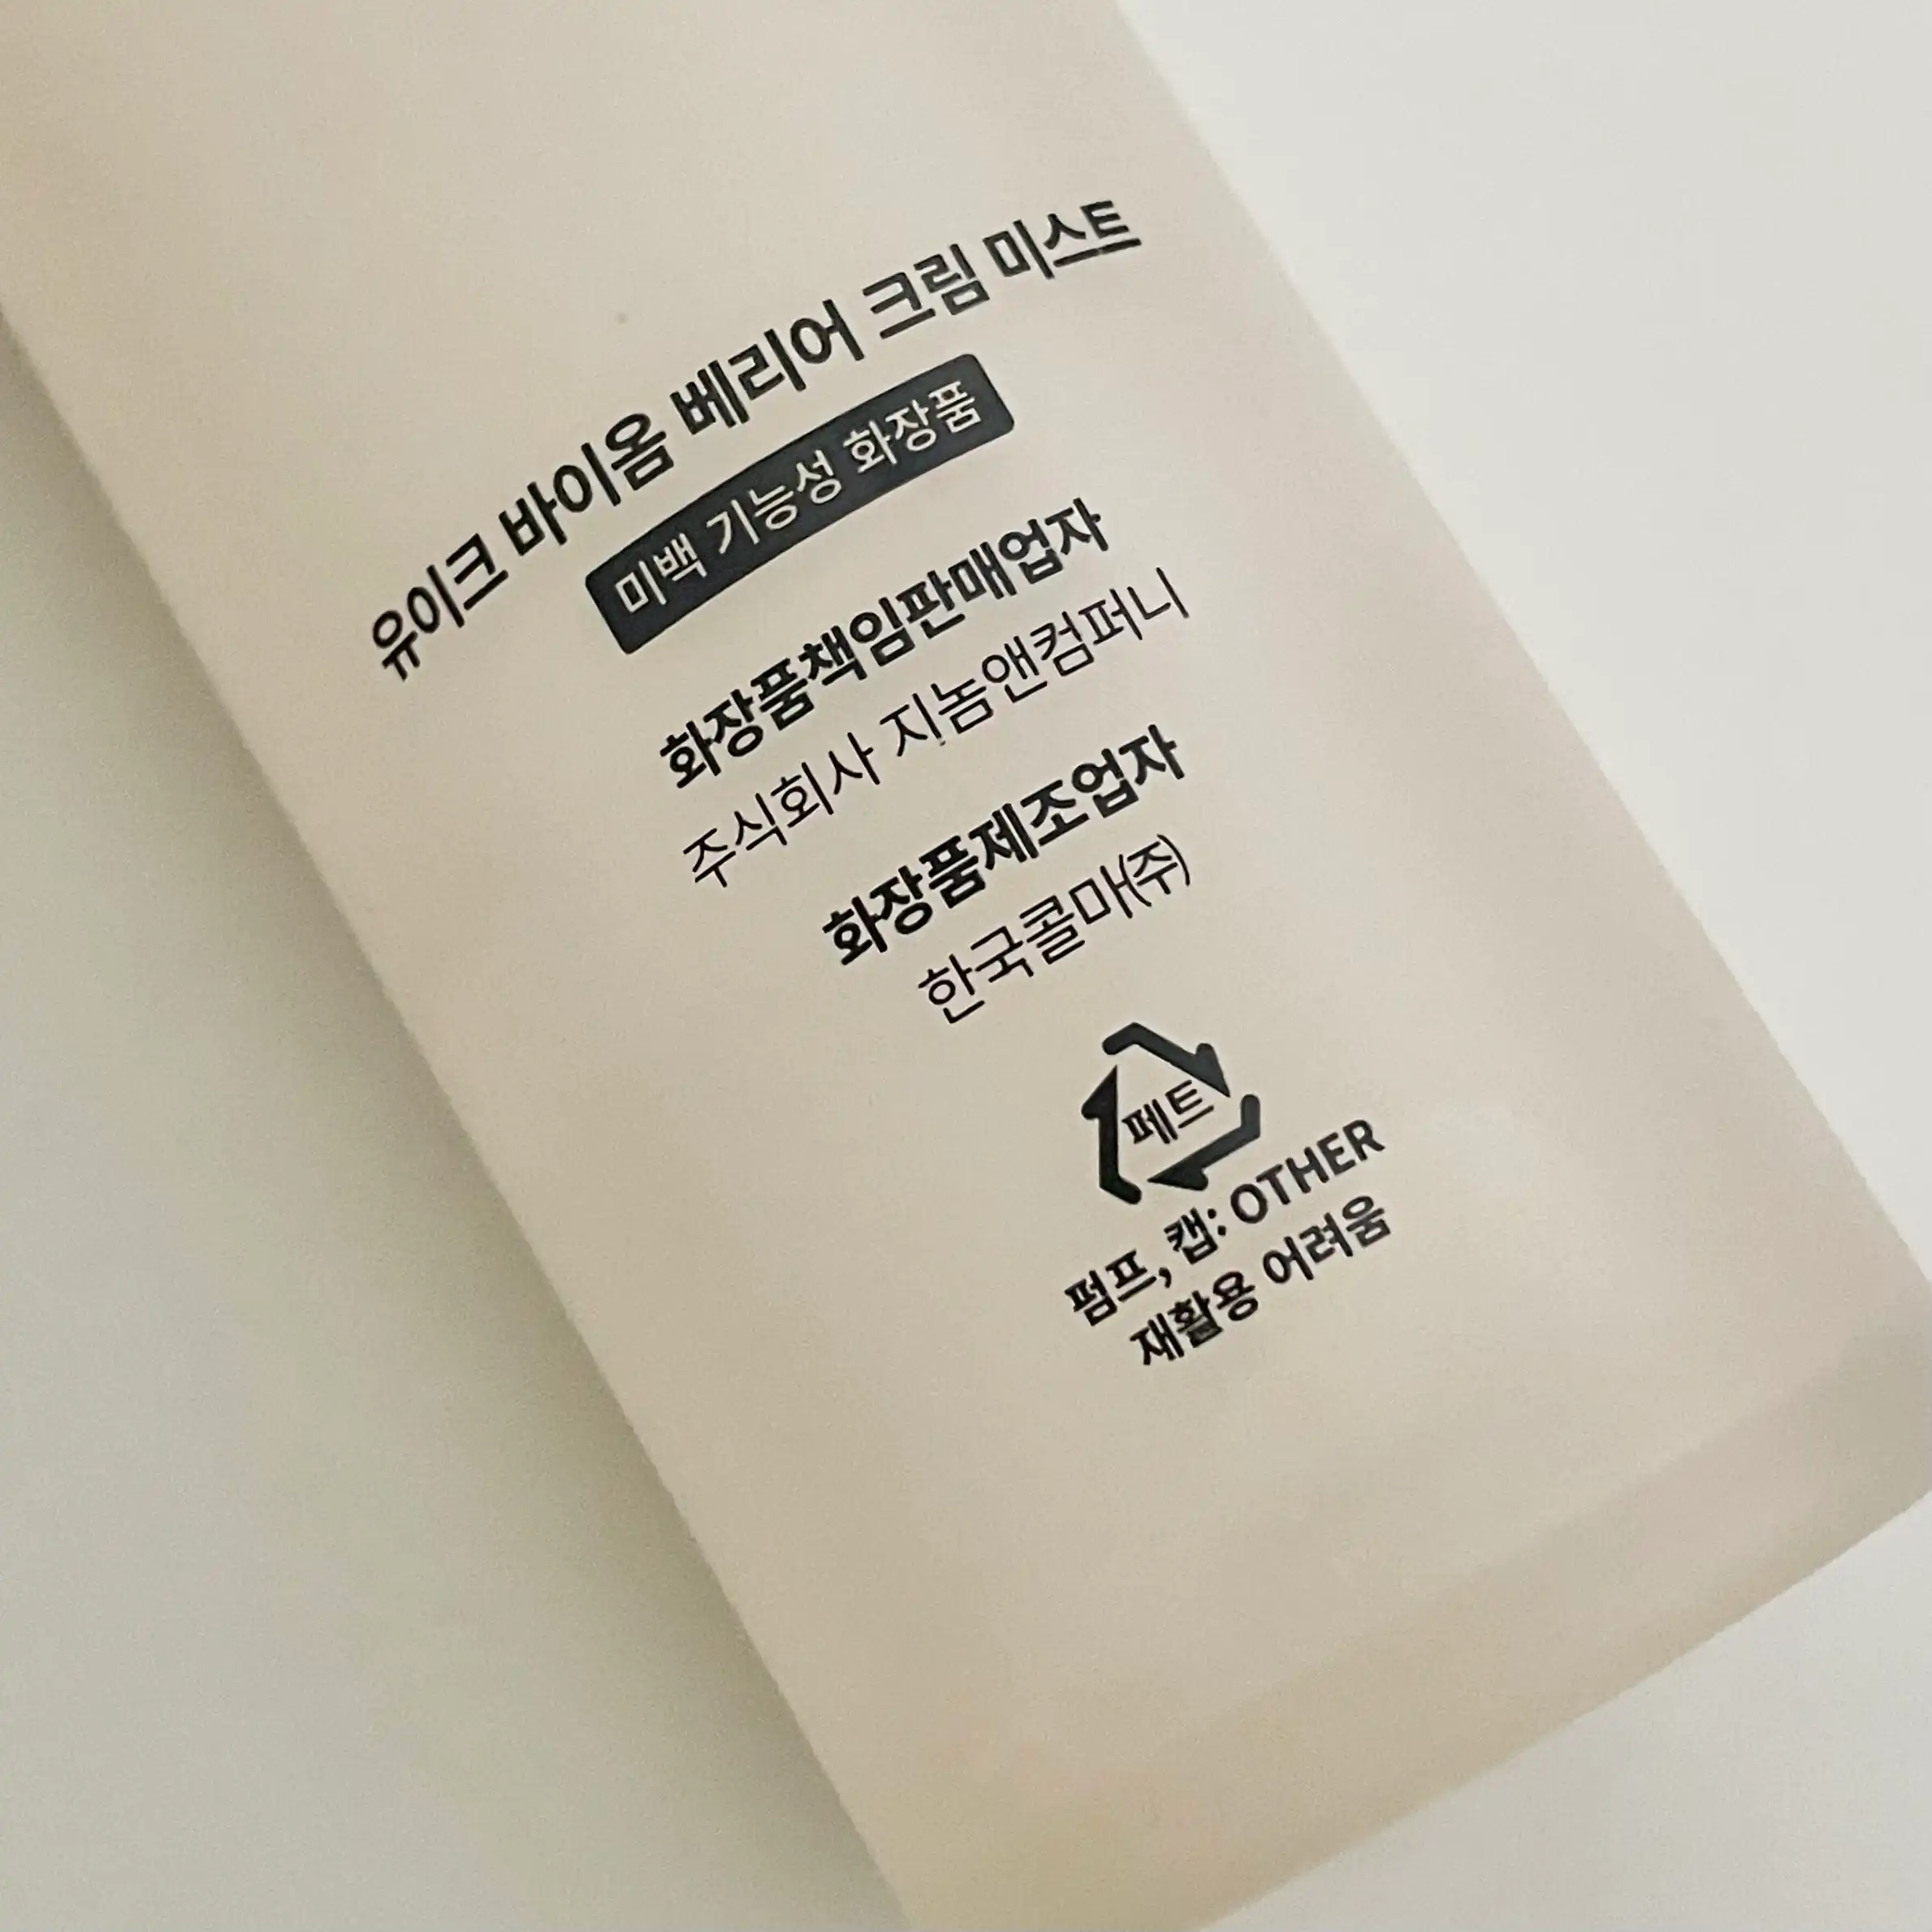 유이크 바이옴 베리어 크림 미스트
미백 기능성 화장품
화장품책임판매업자
주식회사 지놈앤컴퍼니
화장품제조업자
한국콜마(주)
페트
펌프, 캡: OTHER
재활용 어려움